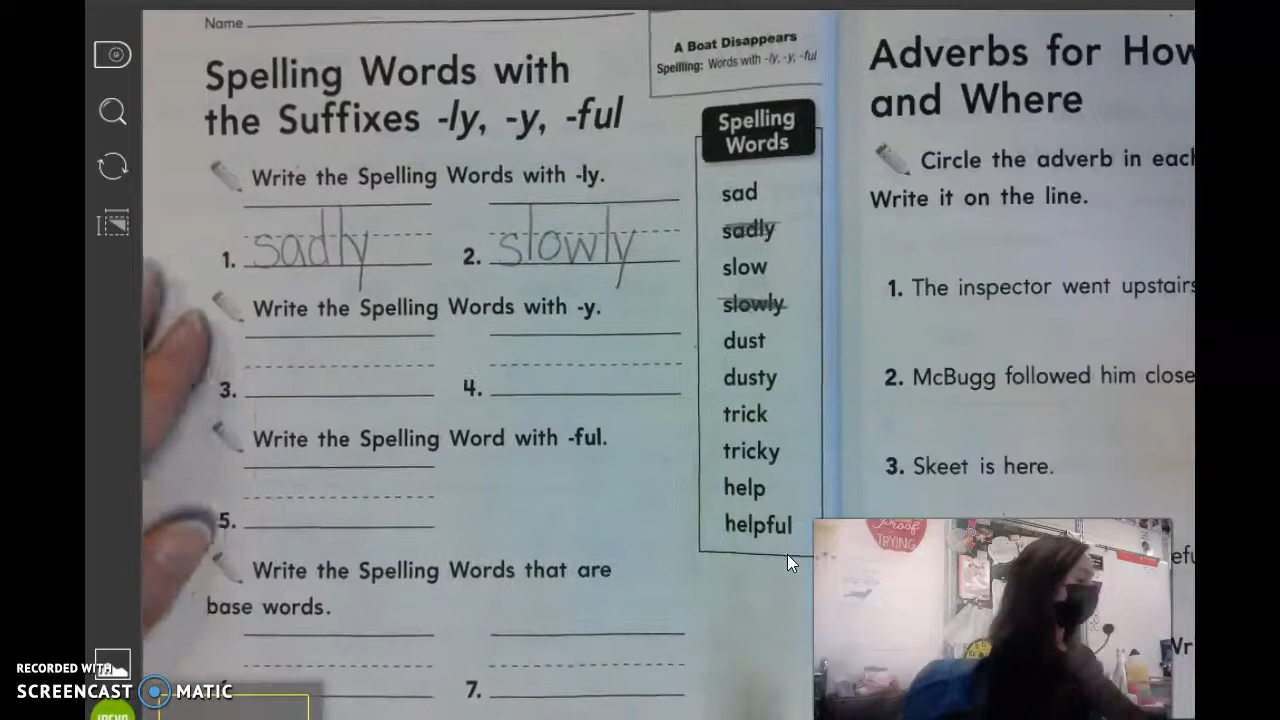 Name
A Boat Disappears
Spelling: Words with -ly, -y, -ful
Spelling Words with
the Suffixes -ly, -y, -ful
Write the Spelling Words with -ly.
1. sadly 2. slowly
Write the Spelling Words with -y.
3. 4.
Write the Spelling Word with -ful.
5.
Write the Spelling Words that are
base words.
7.
Spelling
Words
sad
sadly
slow
slowly
dust
dusty
trick
tricky
help
helpful
Adverbs for How
and Where
Circle the adverb in each
Write it on the line.
1. The inspector went upstairs
2. McBugg followed him close
3. Skeet is here.
proof
TRYING
RECORDED WITH
SCREENCAST MATIC